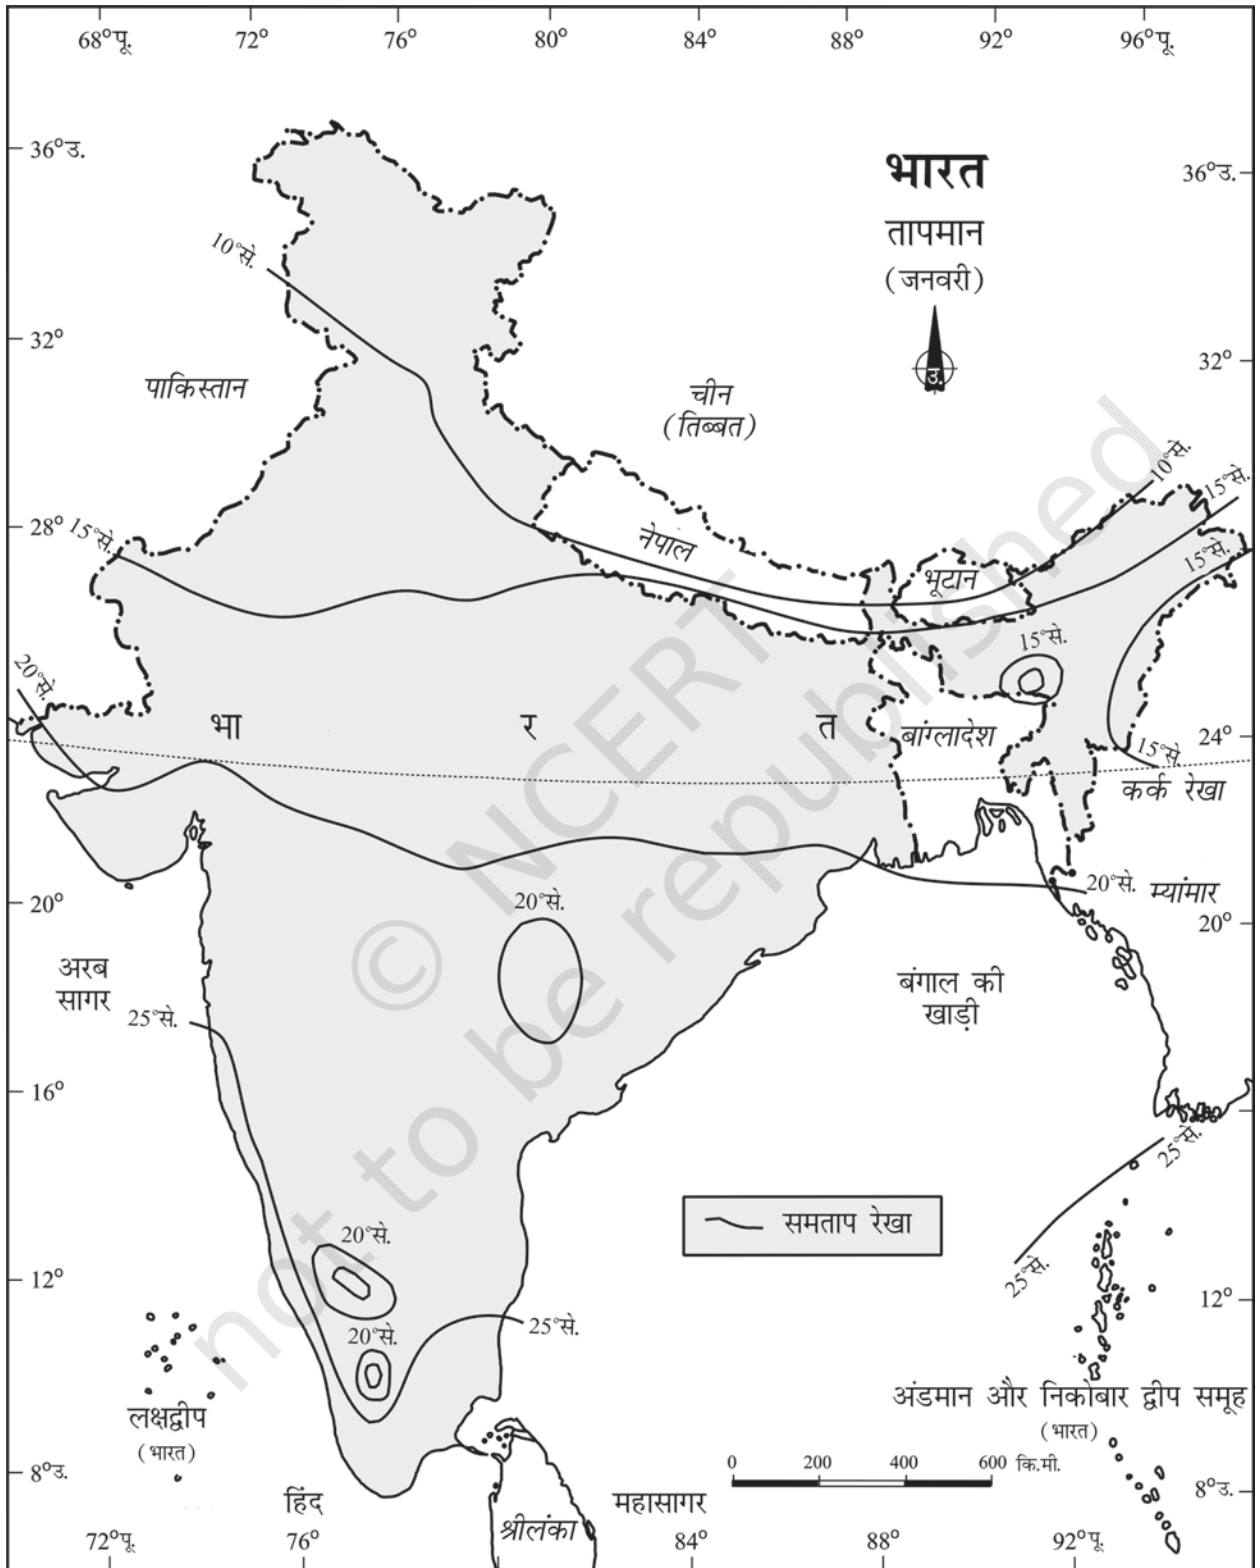 68°पू.
72°
76°
80°
84°
88°
92°
96°पू.
36°उ.
36°उ.
भारत
तापमान
(जनवरी)
उ.
10°से.
32°
32°
पाकिस्तान
चीन
(तिब्बत)
10°से.
15°से.
28°
15°से.
नेपाल
भूटान
15°से.
15°से.
20°से.
भा
र
त
बांग्लादेश
24°
15°से.
कर्क रेखा
20°से.
म्यांमार
20°
20°से.
20°
अरब
सागर
25°से.
बंगाल की
खाड़ी
16°
25°से.
समताप रेखा
20°से.
12°
25°से.
12°
20°से.
25°से.
लक्षद्वीप
(भारत)
अंडमान और निकोबार द्वीप समूह
(भारत)
0 200 400 600 कि.मी.
8°उ.
8°उ.
हिंद
महासागर
श्रीलंका
72°पू.
76°
84°
88°
92°पू.
© NCERT
not to be republished